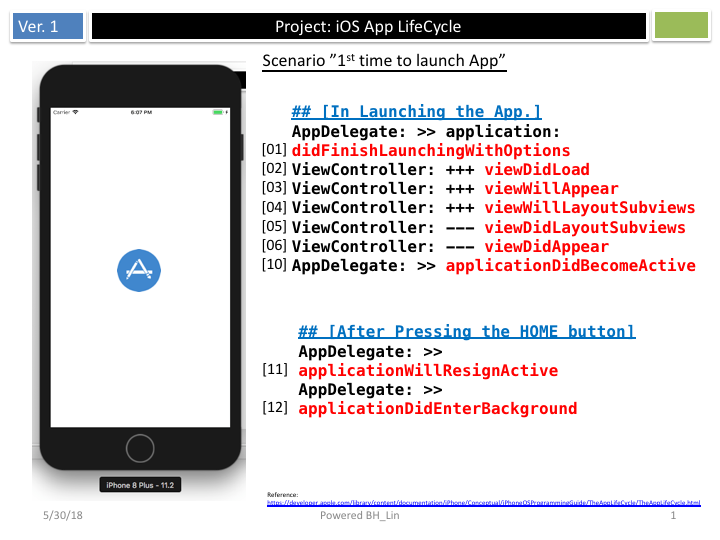 Ver. 1
Project: iOS App LifeCycle
Scenario ”1st time to launch App”
Carrier
6:07 PM
## [In Launching the App.]
AppDelegate: >> application:
[01] didFinishLaunchingWithOptions
[02] ViewController: +++ viewDidLoad
[03] ViewController: +++ viewWillAppear
[04] ViewController: +++ viewWillLayoutSubviews
[05] ViewController: --- viewDidLayoutSubviews
[06] ViewController: --- viewDidAppear
[10] AppDelegate: >> applicationDidBecomeActive
## [After Pressing the HOME button]
AppDelegate: >>
[11] applicationWillResignActive
AppDelegate: >>
[12] applicationDidEnterBackground
iPhone 8 Plus - 11.2
Reference:
https://developer.apple.com/library/content/documentation/iPhone/Conceptual/iPhoneOSProgrammingGuide/TheAppLifeCycle/TheAppLifeCycle.html
5/30/18
Powered BH_Lin
1